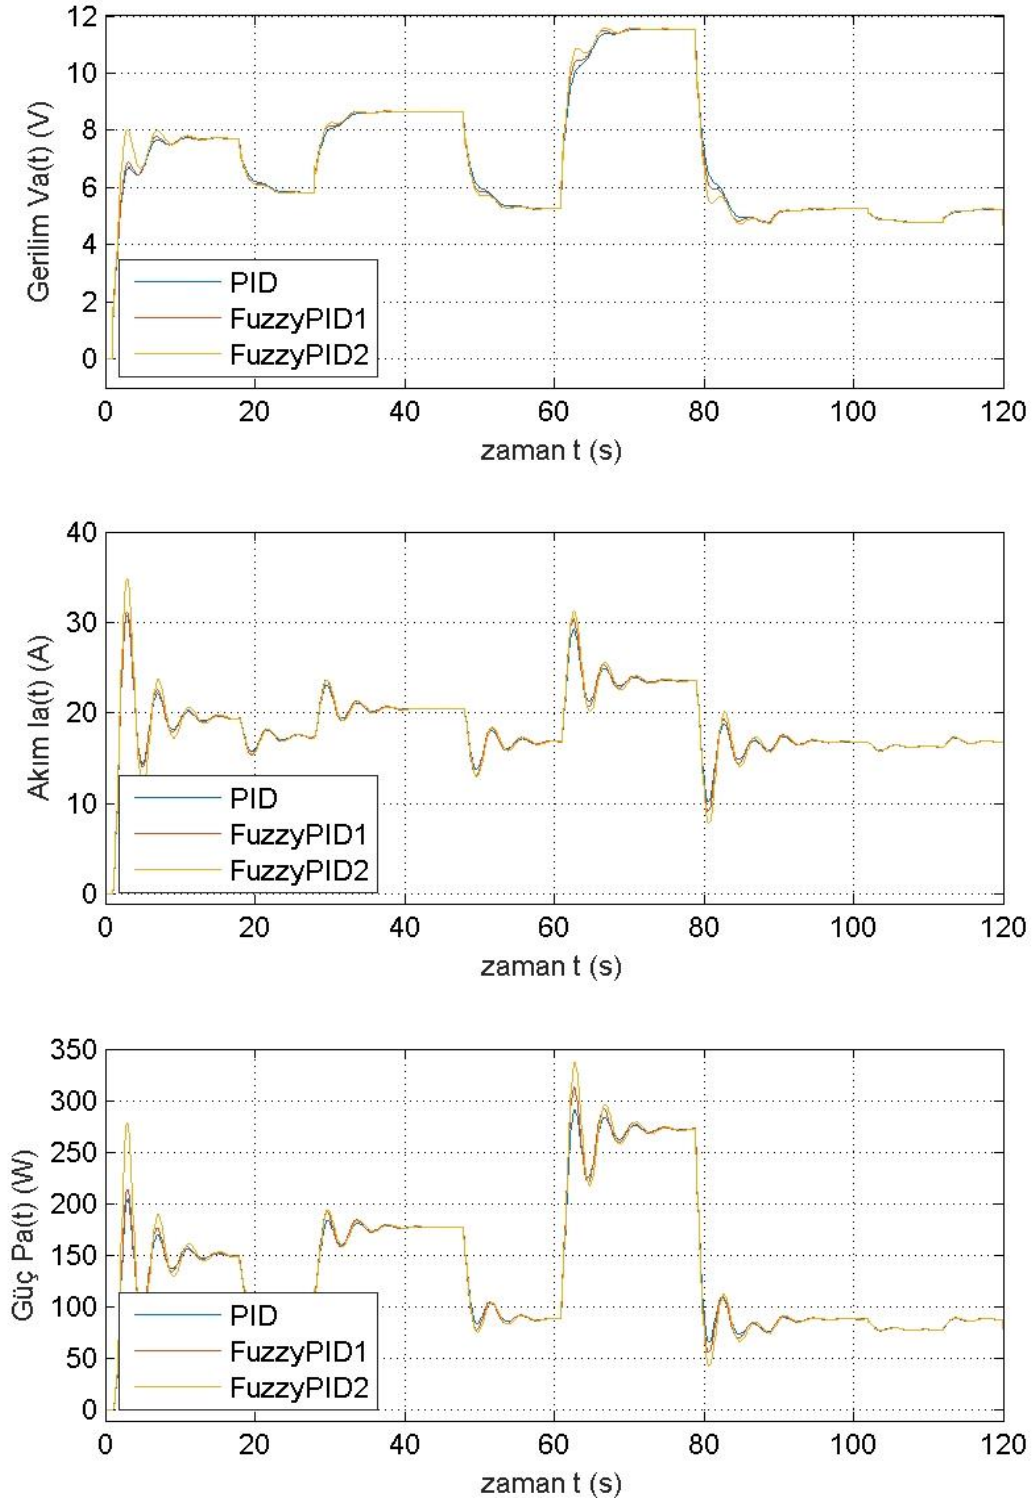 12
10
8
6
4
2
0
Gerilim Va(t) (V)
PID
FuzzyPID1
FuzzyPID2
0 20 40 60 80 100 120
zaman t (s)
40
30
20
10
0
Akım Ia(t) (A)
PID
FuzzyPID1
FuzzyPID2
0 20 40 60 80 100 120
zaman t (s)
350
300
250
200
150
100
50
0
Güç Pa(t) (W)
PID
FuzzyPID1
FuzzyPID2
0 20 40 60 80 100 120
zaman t (s)